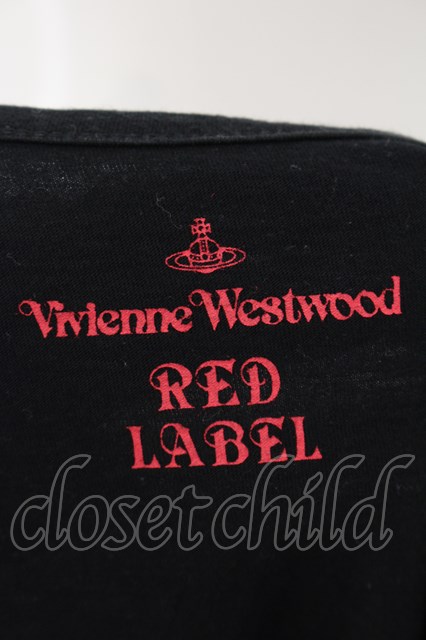 Vivienne Westwood
RED
LABEL
closet child